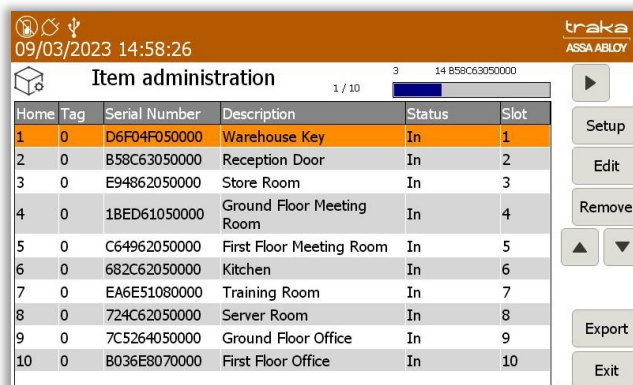 traka
ASSA ABLOY
09/03/2023 14:58:26
Item administration
1 / 10
3 14 B58C63050000
Home Tag Serial Number Description Status Slot
1 0 D6F04F050000 Warehouse Key In 1
2 0 B58C63050000 Reception Door In 2
3 0 E94862050000 Store Room In 3
4 0 1BED61050000 Ground Floor Meeting
Room In 4
5 0 C64962050000 First Floor Meeting Room In 5
6 0 682C62050000 Kitchen In 6
7 0 EA6E51080000 Training Room In 7
8 0 724C62050000 Server Room In 8
9 0 7C5264050000 Ground Floor Office In 9
10 0 B036E8070000 First Floor Office In 10
Setup
Edit
Remove
Export
Exit